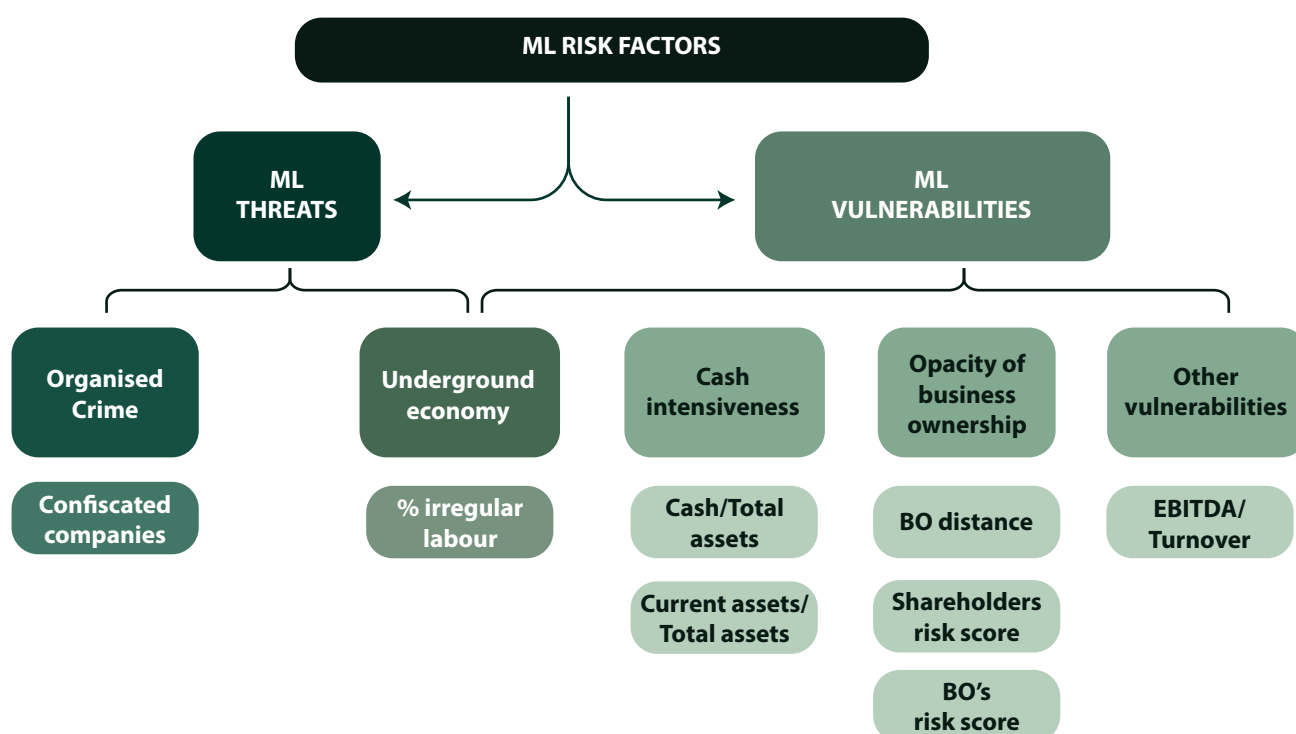 ML RISK FACTORS
ML
THREATS
ML
VULNERABILITIES
Organised
Crime
Underground
economy
Cash
intensiveness
Opacity of
business
ownership
Other
vulnerabilities
Confiscated
companies
% irregular
labour
Cash/Total
assets
BO distance
EBITDA/
Turnover
Current assets/
Total assets
Shareholders
risk score
BO's
risk score